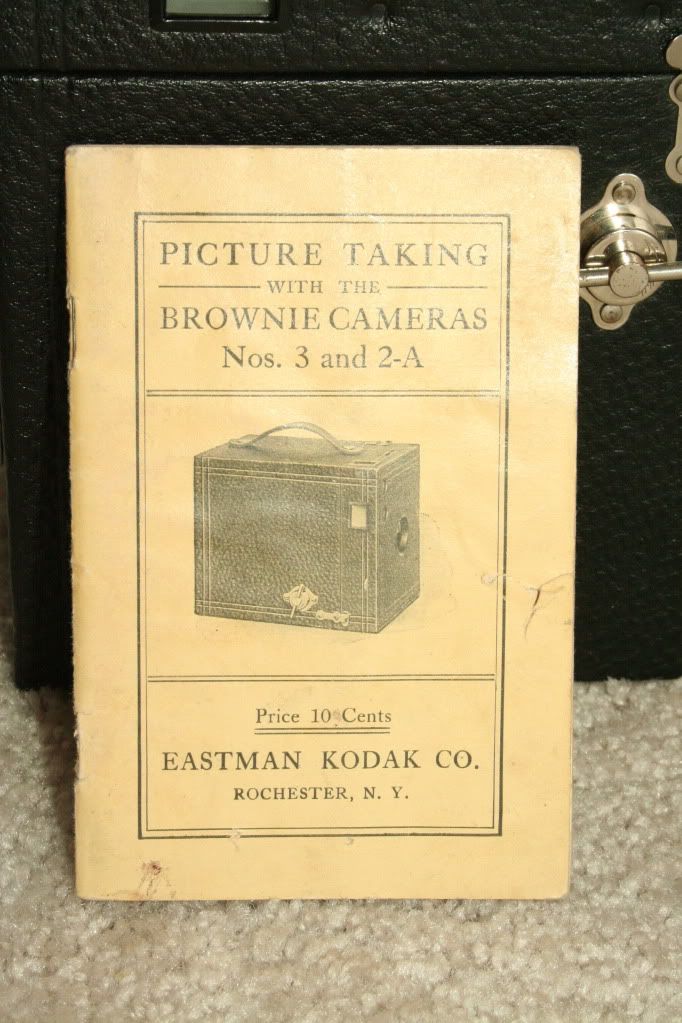 PICTURE TAKING
WITH THE
BROWNIE CAMERAS
Nos. 3 and 2-A
Price 10 Cents
EASTMAN KODAK CO.
ROCHESTER, N. Y.